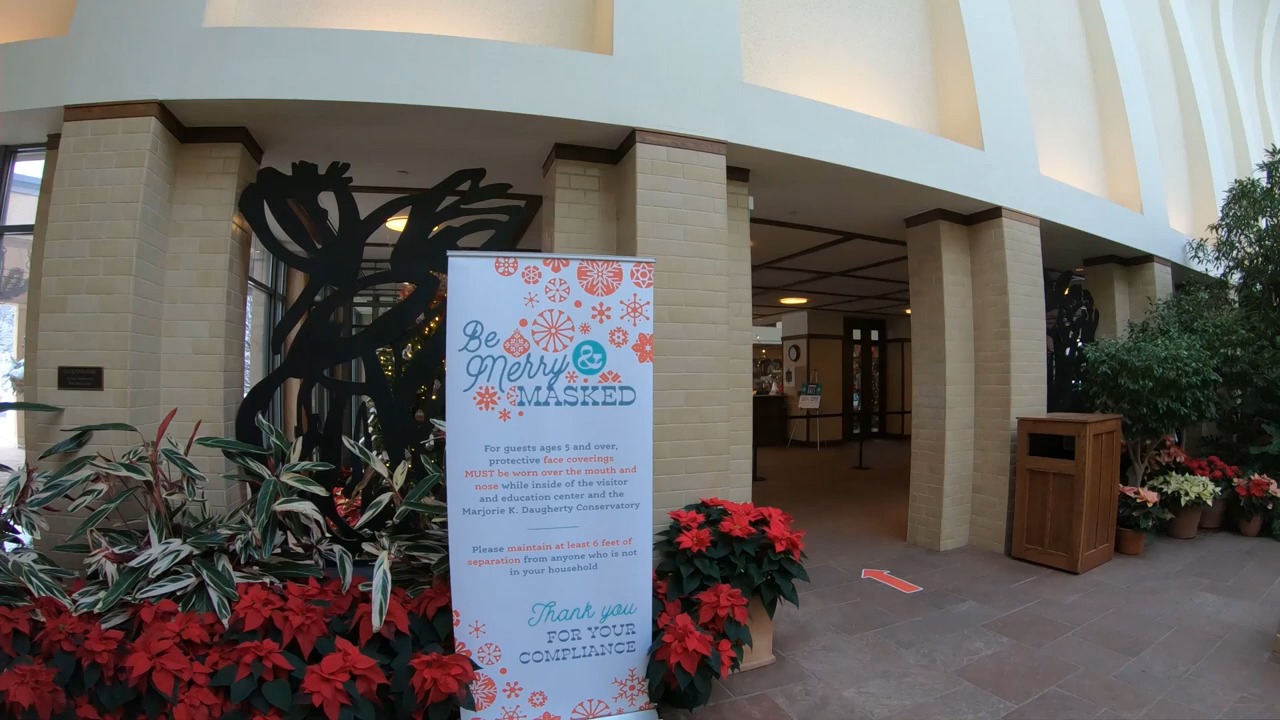 Be
Merry &
MASKED
For guests ages 5 and over,
protective face coverings
MUST be worn over the mouth and
nose while inside of the visitor
and education center and the
Marjorie K. Daugherty Conservatory
Please maintain at least 6 feet of
separation from anyone who is not
in your household
Thank you
FOR YOUR
COMPLIANCE